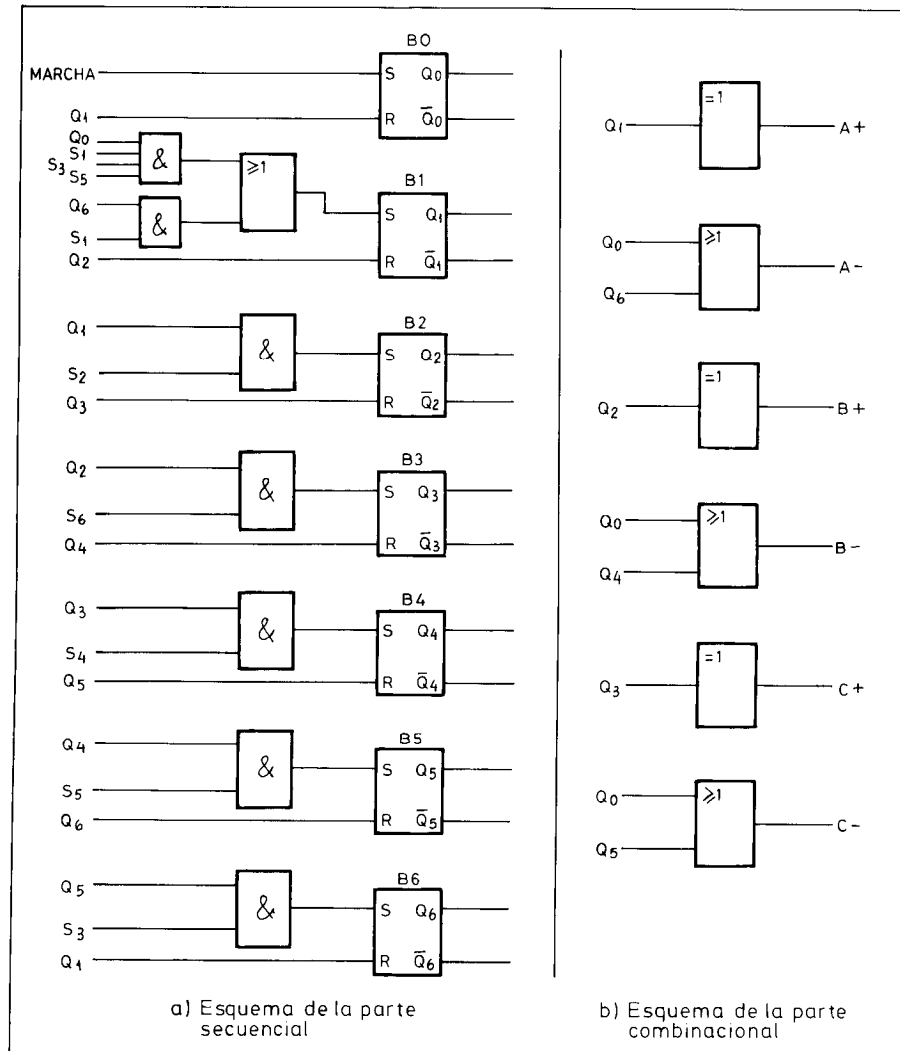 B0
MARCHA S Q0
Q1 R Q̅0
Q0
S1
S3
S5
&
≥1
B1
Q6
S1
&
S Q1
Q2 R Q̅1
Q1
S2
&
B2
S Q2
Q3 R Q̅2
Q2
S6
&
B3
S Q3
Q4 R Q̅3
Q3
S4
&
B4
S Q4
Q5 R Q̅4
Q4
S5
&
B5
S Q5
Q6 R Q̅5
Q5
S3
&
B6
S Q6
Q1 R Q̅6
a) Esquema de la parte
secuencial
=1
Q1 A+
≥1
Q0
Q6
A-
=1
Q2 B+
≥1
Q0
Q4
B-
=1
Q3 C+
≥1
Q0
Q5
C-
b) Esquema de la parte
combinacional